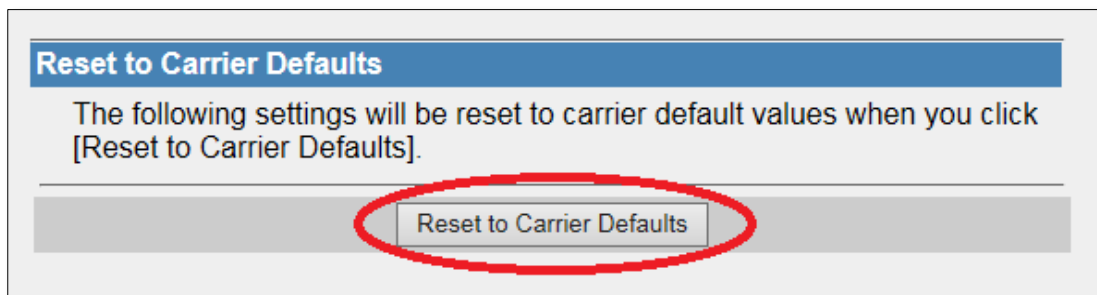 Reset to Carrier Defaults
The following settings will be reset to carrier default values when you click
[Reset to Carrier Defaults].
Reset to Carrier Defaults